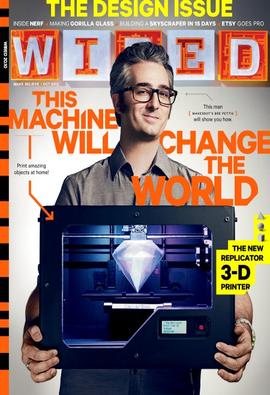 THE DESIGN ISSUE
INSIDE NERF / MAKING GORILLA GLASS / BUILDING A SKYSCRAPER IN 15 DAYS / ETSY GOES PRO
WIRED
THIS
MACHINE
WILL
CHANGE
THE
WORLD
This man
[MAKERBOT'S BRE PETTIS]
will show you how.
Print amazing
objects at home!
THE NEW
REPLICATOR
3-D
PRINTER